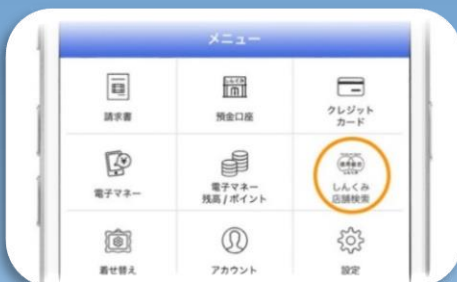 メニュー
請求書
預金口座
クレジット
カード
電子マネー
電子マネー
残高 / ポイント
しんくみ
店舗検索
着せ替え
アカウント
設定